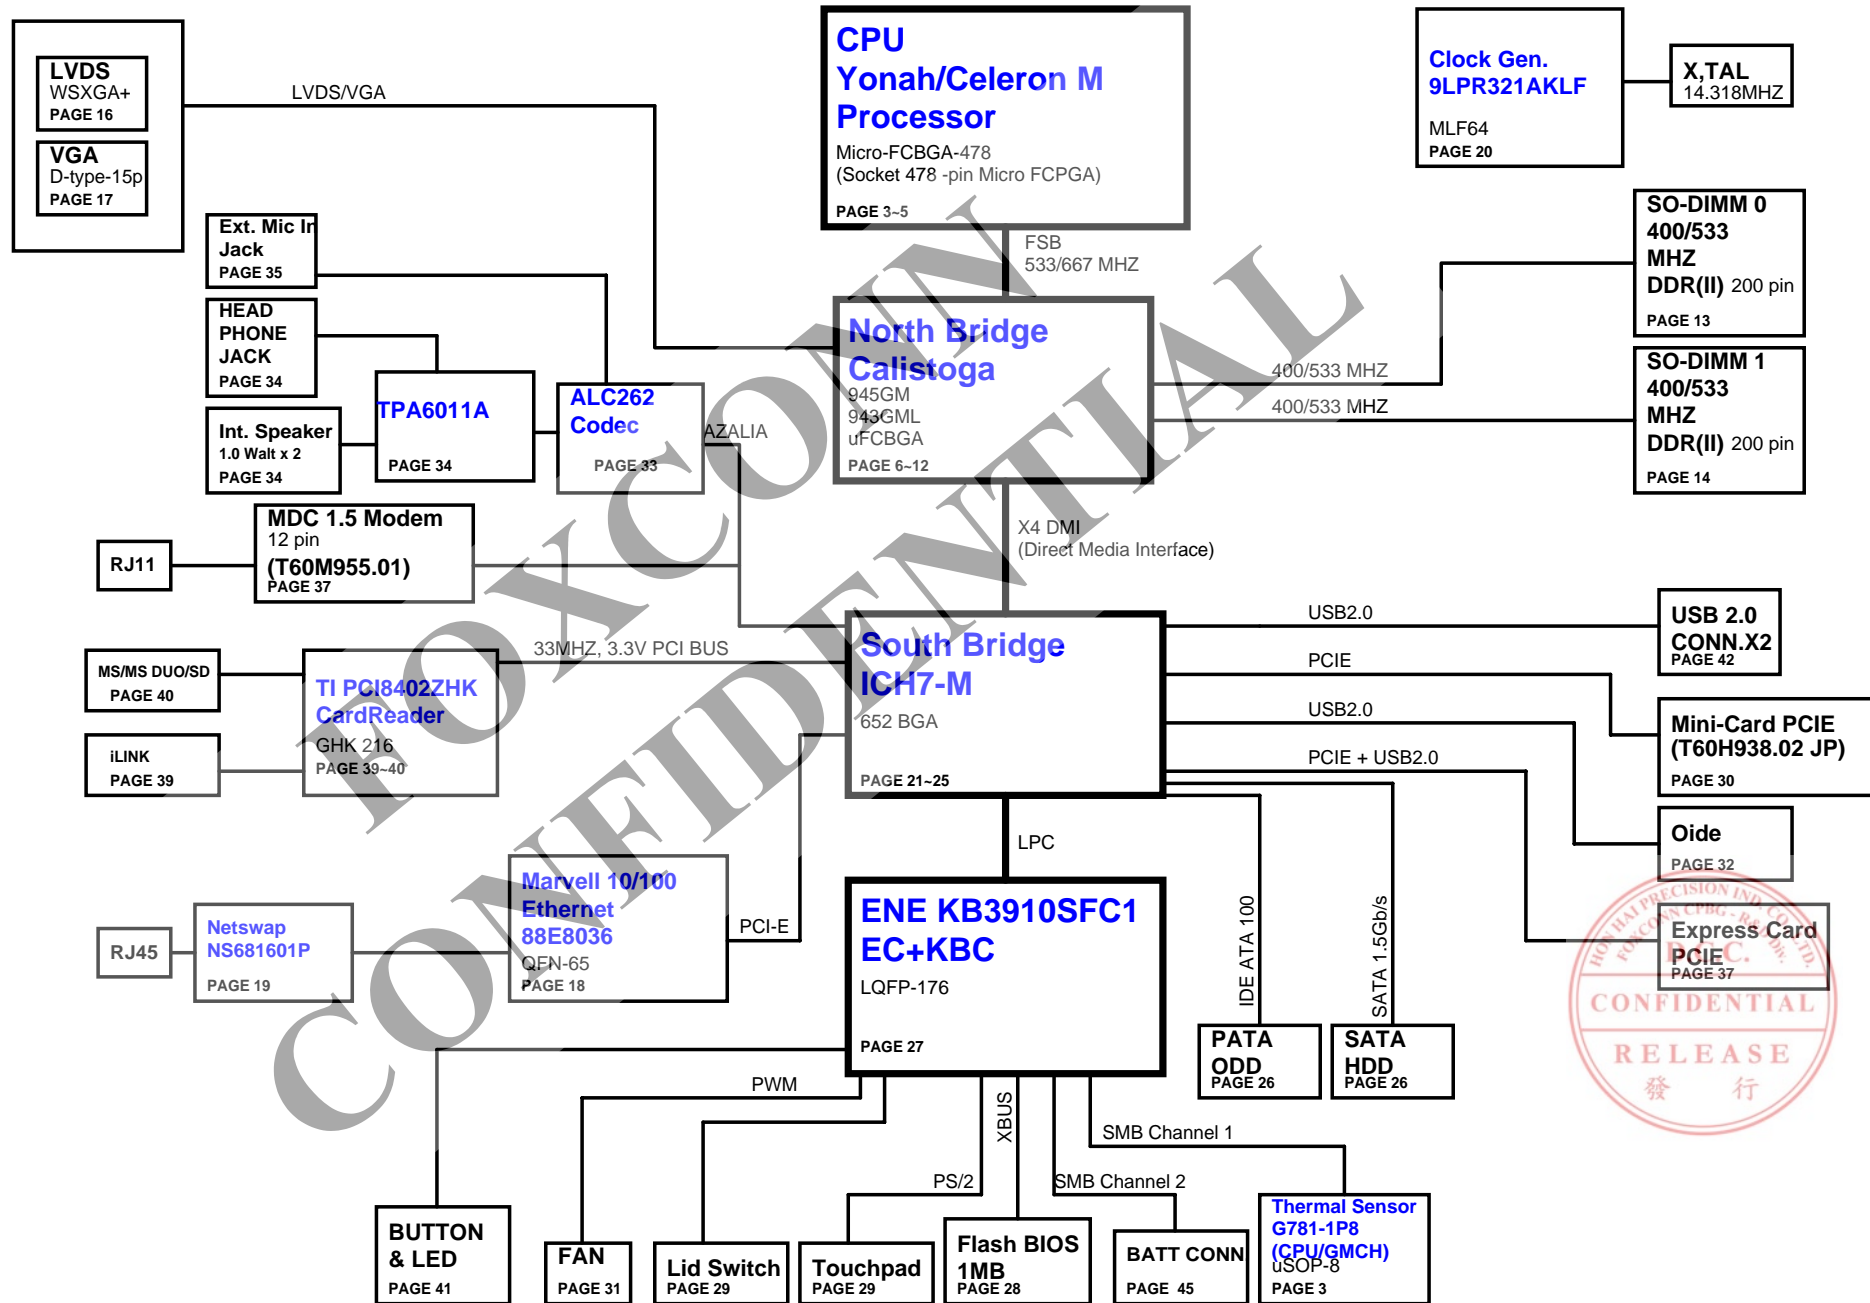 CPU
Yonah/Celeron M
Processor
Micro-FCBGA-478
(Socket 478 -pin Micro FCPGA)
PAGE 3~5
Clock Gen.
9LPR321AKLF
MLF64
PAGE 20
X,TAL
14.318MHZ
LVDS
WSXGA+
PAGE 16
VGA
D-type-15p
PAGE 17
LVDS/VGA
FSB
533/667 MHZ
SO-DIMM 0
400/533
MHZ
DDR(II) 200 pin
PAGE 13
SO-DIMM 1
400/533
MHZ
DDR(II) 200 pin
PAGE 14
400/533 MHZ
400/533 MHZ
North Bridge
Calistoga
945GM
943GML
uFCBGA
PAGE 6~12
Ext. Mic In
Jack
PAGE 35
HEAD
PHONE
JACK
PAGE 34
Int. Speaker
1.0 Walt x 2
PAGE 34
TPA6011A
PAGE 34
ALC262
Codec
PAGE 33
AZALIA
MDC 1.5 Modem
12 pin
(T60M955.01)
PAGE 37
RJ11
X4 DMI
(Direct Media Interface)
South Bridge
ICH7-M
652 BGA
PAGE 21~25
33MHZ, 3.3V PCI BUS
MS/MS DUO/SD
PAGE 40
iLINK
PAGE 39
TI PCI8402ZHK
CardReader
GHK 216
PAGE 39~40
USB2.0
PCIE
USB2.0
PCIE + USB2.0
USB 2.0
CONN.X2
PAGE 42
Mini-Card PCIE
(T60H938.02 JP)
PAGE 30
Oide
PAGE 32
Express Card
PCIE
PAGE 37
LPC
Marvell 10/100
Ethernet
88E8036
QFN-65
PAGE 18
PCI-E
Netswap
NS681601P
PAGE 19
RJ45
ENE KB3910SFC1
EC+KBC
LQFP-176
PAGE 27
IDE ATA 100
SATA 1.5Gb/s
PATA
ODD
PAGE 26
SATA
HDD
PAGE 26
PWM
XBUS
PS/2
SMB Channel 1
SMB Channel 2
BUTTON
& LED
PAGE 41
FAN
PAGE 31
Lid Switch
PAGE 29
Touchpad
PAGE 29
Flash BIOS
1MB
PAGE 28
BATT CONN
PAGE 45
Thermal Sensor
G781-1P8
(CPU/GMCH)
uSOP-8
PAGE 3
FOXCONN
CONFIDENTIAL
HON HAI PRECISION IND. CO., LTD.
FOXCONN CPBG - R&D Div.
D.C.C.
CONFIDENTIAL
RELEASE
發 行